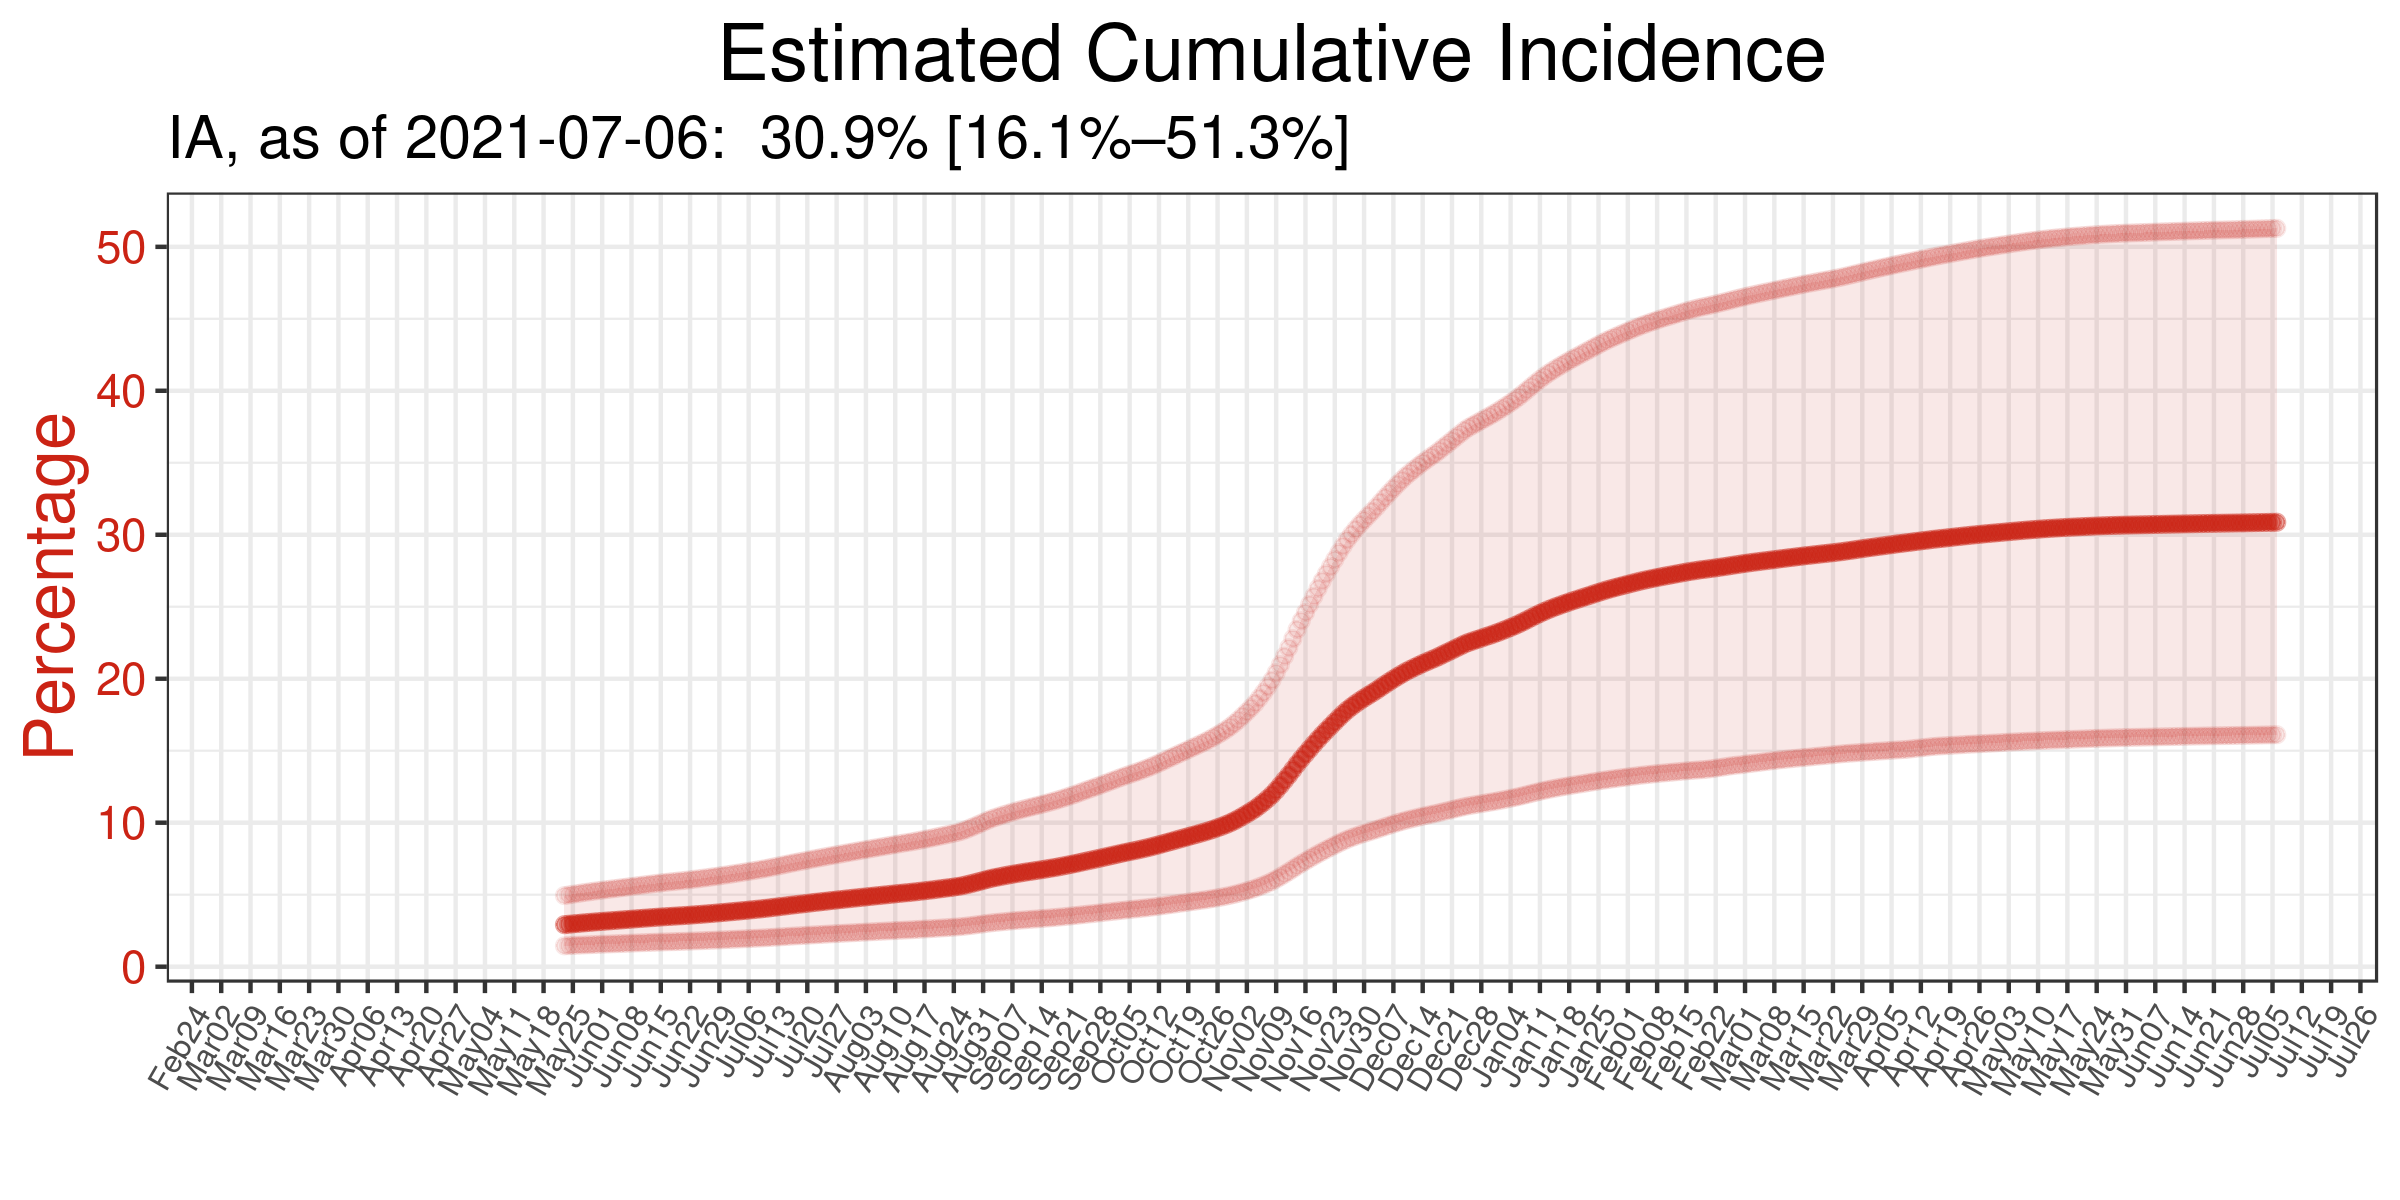 Estimated Cumulative Incidence
IA, as of 2021-07-06:  30.9% [16.1%–51.3%]
Percentage
50
40
30
20
10
0
Feb24
Mar02
Mar09
Mar16
Mar23
Mar30
Apr06
Apr13
Apr20
Apr27
May04
May11
May18
May25
Jun01
Jun08
Jun15
Jun22
Jun29
Jul06
Jul13
Jul20
Jul27
Aug03
Aug10
Aug17
Aug24
Aug31
Sep07
Sep14
Sep21
Sep28
Oct05
Oct12
Oct19
Oct26
Nov02
Nov09
Nov16
Nov23
Nov30
Dec07
Dec14
Dec21
Dec28
Jan04
Jan11
Jan18
Jan25
Feb01
Feb08
Feb15
Feb22
Mar01
Mar08
Mar15
Mar22
Mar29
Apr05
Apr12
Apr19
Apr26
May03
May10
May17
May24
May31
Jun07
Jun14
Jun21
Jun28
Jul05
Jul12
Jul19
Jul26